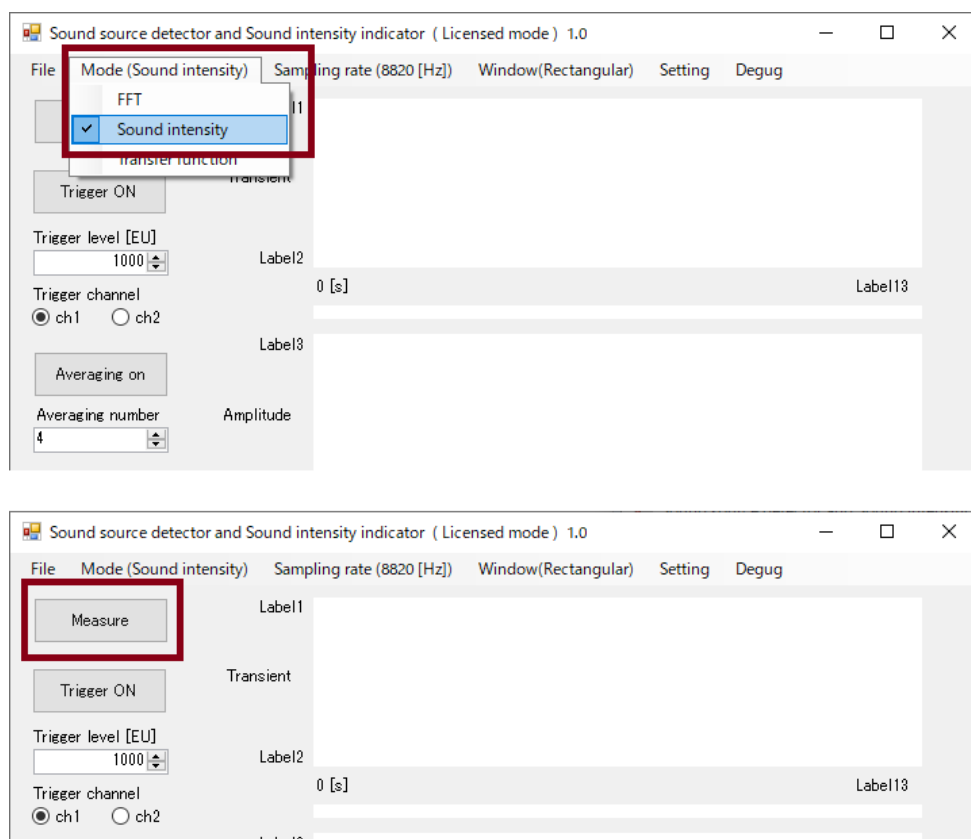 Sound source detector and Sound intensity indicator ( Licensed mode ) 1.0
File Mode (Sound intensity) Sampling rate (8820 [Hz]) Window(Rectangular) Setting Degug
FFT
l1
Sound intensity
Transfer function
Transient
Trigger ON
Trigger level [EU]
1000
Label2
0 [s] Label13
Trigger channel
ch1 ch2
Label3
Averaging on
Averaging number Amplitude
4
Sound source detector and Sound intensity indicator ( Licensed mode ) 1.0
File Mode (Sound intensity) Sampling rate (8820 [Hz]) Window(Rectangular) Setting Degug
Label1
Measure
Transient
Trigger ON
Trigger level [EU]
1000
Label2
0 [s] Label13
Trigger channel
ch1 ch2